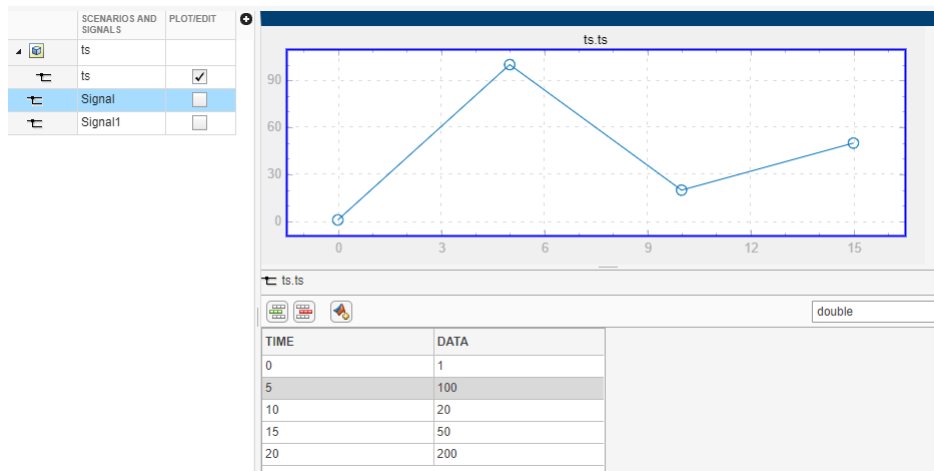 SCENARIOS AND SIGNALS PLOT/EDIT
ts
ts
Signal
Signal1
ts.ts
90
60
30
0
0 3 6 9 12 15
ts.ts
double
TIME DATA
0 1
5 100
10 20
15 50
20 200